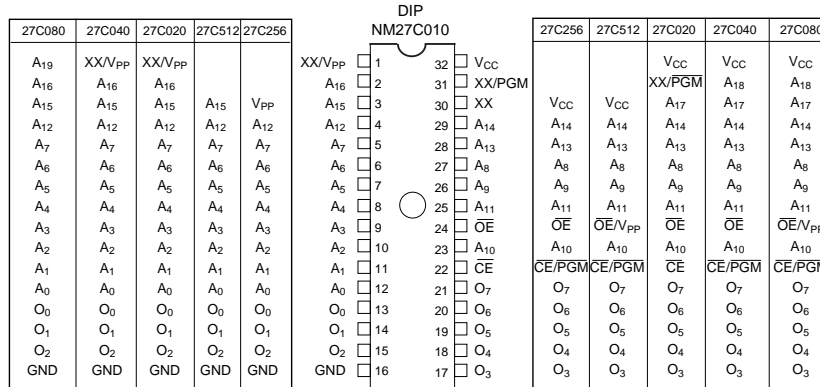 DIP
27C080 27C040 27C020 27C512 27C256 NM27C010 27C256 27C512 27C020 27C040 27C080
A19 XX/VPP XX/VPP XX/VPP 1 32 VCC VCC VCC VCC
A16 A16 A16 A16 2 31 XX/PGM XX/PGM A18 A18
A15 A15 A15 A15 VPP A15 3 30 XX VCC VCC A17 A17 A17
A12 A12 A12 A12 A12 A12 4 29 A14 A14 A14 A14 A14 A14
A7 A7 A7 A7 A7 A7 5 28 A13 A13 A13 A13 A13 A13
A6 A6 A6 A6 A6 A6 6 27 A8 A8 A8 A8 A8 A8
A5 A5 A5 A5 A5 A5 7 26 A9 A9 A9 A9 A9 A9
A4 A4 A4 A4 A4 A4 8 25 A11 A11 A11 A11 A11 A11
A3 A3 A3 A3 A3 A3 9 24 OE OE OE/VPP OE OE OE/VPP
A2 A2 A2 A2 A2 A2 10 23 A10 A10 A10 A10 A10 A10
A1 A1 A1 A1 A1 A1 11 22 CE CE/PGM CE/PGM CE CE/PGM CE/PGM
A0 A0 A0 A0 A0 A0 12 21 O7 O7 O7 O7 O7 O7
O0 O0 O0 O0 O0 O0 13 20 O6 O6 O6 O6 O6 O6
O1 O1 O1 O1 O1 O1 14 19 O5 O5 O5 O5 O5 O5
O2 O2 O2 O2 O2 O2 15 18 O4 O4 O4 O4 O4 O4
GND GND GND GND GND GND 16 17 O3 O3 O3 O3 O3 O3